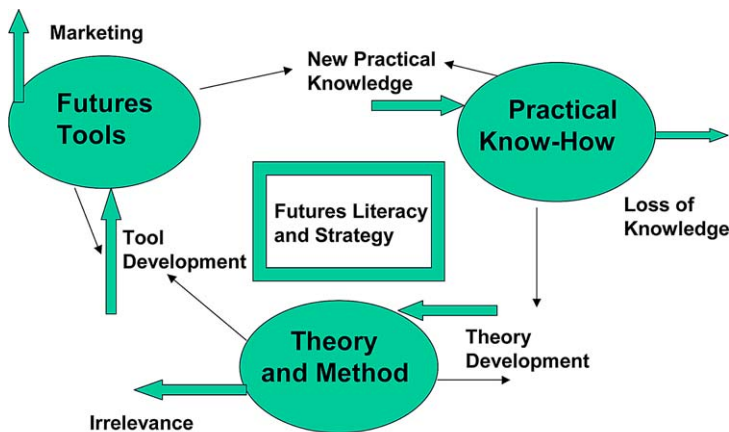 Marketing
Futures
Tools
New Practical
Knowledge
Practical
Know-How
Loss of
Knowledge
Futures Literacy
and Strategy
Tool
Development
Theory
and Method
Theory
Development
Irrelevance